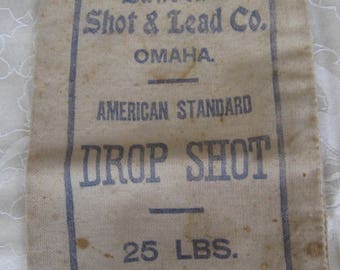 Shot & Lead Co.
OMAHA.
AMERICAN STANDARD
DROP SHOT
25 LBS.